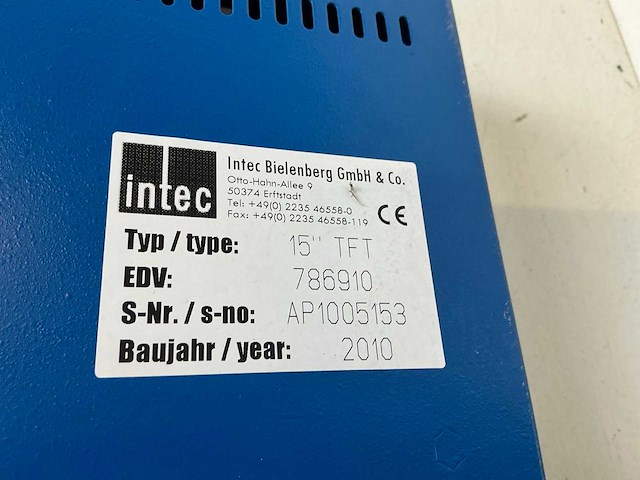 intec
Intec Bielenberg GmbH & Co.
Otto-Hahn-Allee 9
50374 Erftstadt
Tel: +49(0) 2235 46558-0
Fax: +49(0) 2235 46558-119
CE
Typ / type: 15" TFT
EDV: 786910
S-Nr. / s-no: AP1005153
Baujahr / year: 2010